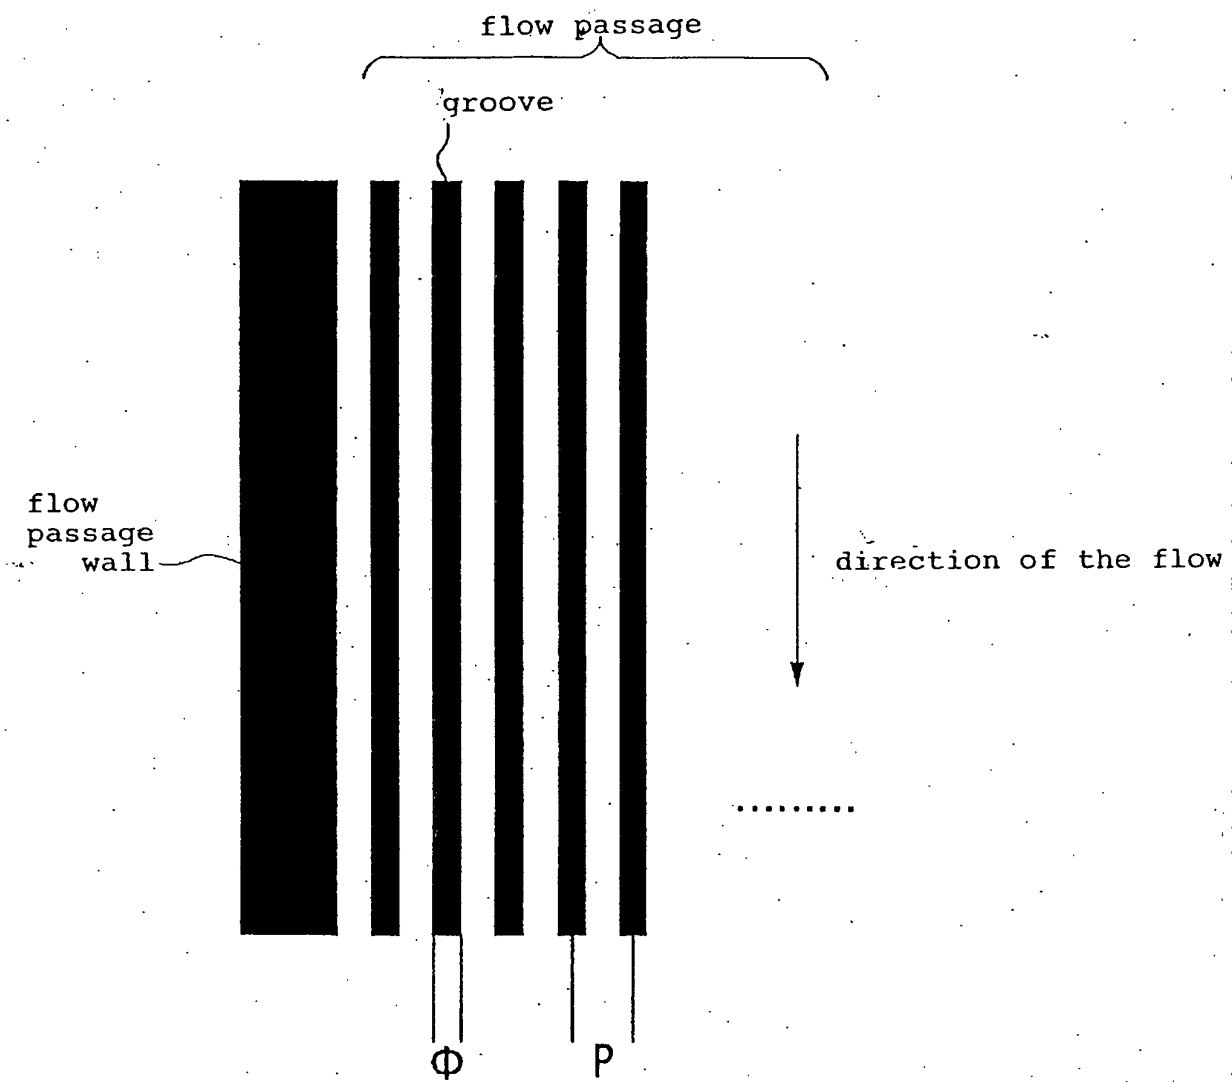 flow passage
groove
flow
passage
wall
direction of the flow
Φ
P